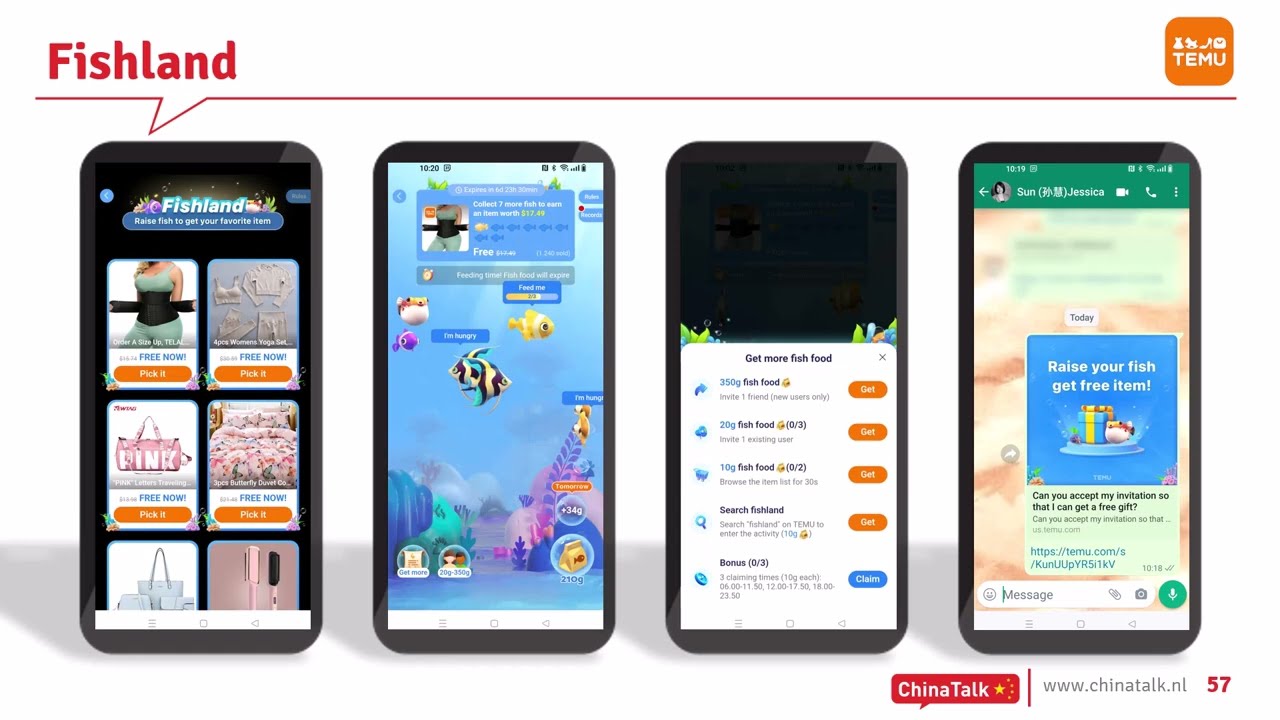 Fishland
TEMU
Fishland
Rules
Raise fish to get your favorite item
Order A Size Up, TELAL...
$15.74 FREE NOW!
Pick it
4pcs Womens Yoga Set,...
FREE NOW!
Pick it
PINK
"PINK" Letters Traveling...
$13.98 FREE NOW!
Pick it
3pcs Butterfly Duvet Co...
$21.48 FREE NOW!
Pick it
10:20
Expires in 6d 23h 30min
Rules
Records
Collect 7 more fish to earn
an item worth $17.49
Free $17.49 (1,240 sold)
Feeding time! Fish food will expire
Feed me
2/3
I'm hungry
I'm hungr
Tomorrow
+34g
Get more
20g-350g
210g
10:02
Get more fish food
350g fish food
Invite 1 friend (new users only)
Get
20g fish food (0/3)
Invite 1 existing user
Get
10g fish food (0/2)
Browse the item list for 30s
Get
Search fishland
Search "fishland" on TEMU to
enter the activity (10g)
Get
Bonus (0/3)
3 claiming times (10g each):
06.00-11.50, 12.00-17.50, 18.00-
23.50
Claim
10:19
Sun (孙慧)Jessica
Today
Raise your fish
get free item!
TEMU
Can you accept my invitation so
that I can get a free gift?
Can you accept my invitation so that ...
us.temu.com
https://temu.com/s
/KunUUpYR5i1kV
10:18
Message
ChinaTalk
www.chinatalk.nl
57